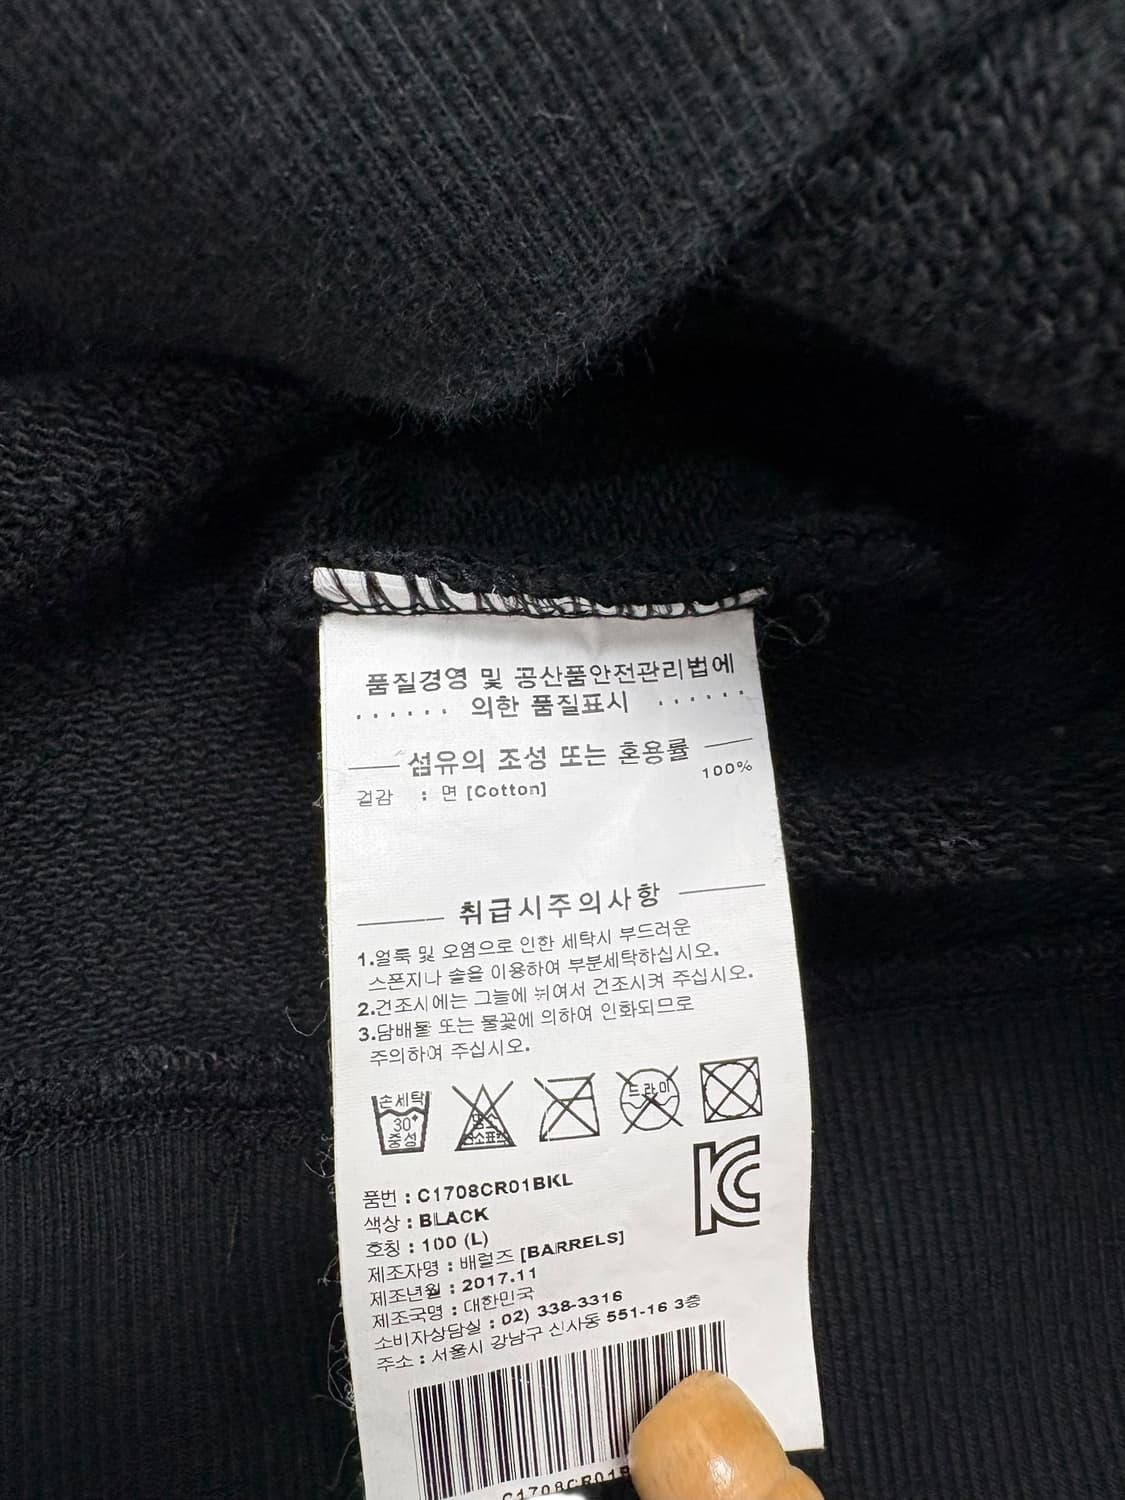 품질경영 및 공산품안전관리법에
...... 의한 품질표시 ......
섬유의 조성 또는 혼용률
겉감 : 면 [Cotton] 100%
취급시주의사항
1.얼룩 및 오염으로 인한 세탁시 부드러운
스폰지나 솔을 이용하여 부분세탁하십시오.
2.건조시에는 그늘에 뉘여서 건조시켜 주십시오.
3.담배불 또는 불꽃에 의하여 인화되므로
주의하여 주십시오.
손세탁
30°
중성
드라이
품번 : C1708CR01BKL
색상 : BLACK
호칭 : 100 (L)
제조자명 : 배럴즈 [BARRELS]
제조년월 : 2017.11
제조국명 : 대한민국
소비자상담실 : 02) 338-3316
주소 : 서울시 강남구 신사동 551-16 3층
C1708CR01B